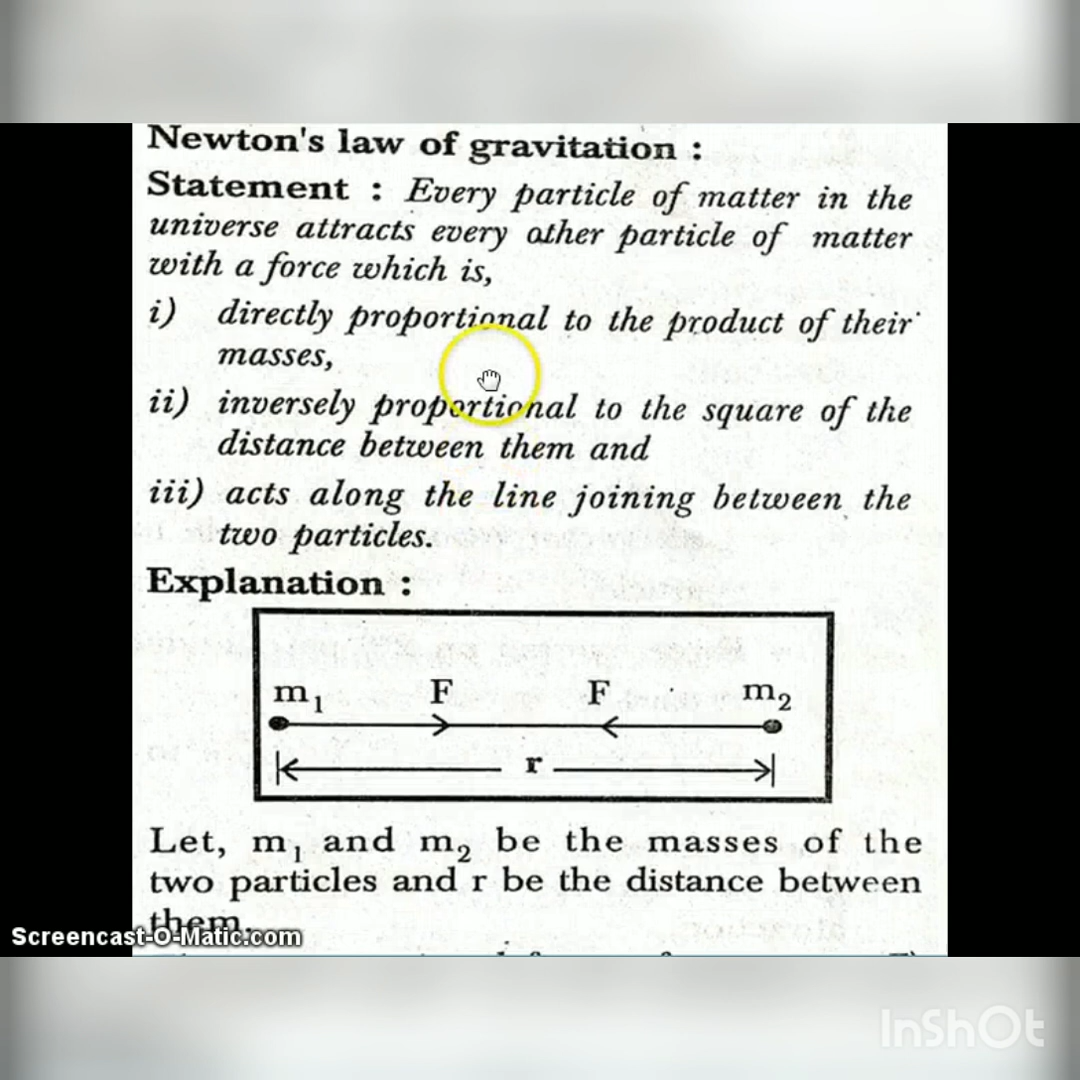 Newton's law of gravitation :
Statement : Every particle of matter in the
universe attracts every other particle of matter
with a force which is,
i) directly proportional to the product of their
masses,
ii) inversely proportional to the square of the
distance between them and
iii) acts along the line joining between the
two particles.
Explanation :
m₁ F F m₂
r
Let, m₁ and m₂ be the masses of the
two particles and r be the distance between
them.
Screencast-O-Matic.com
InShOt